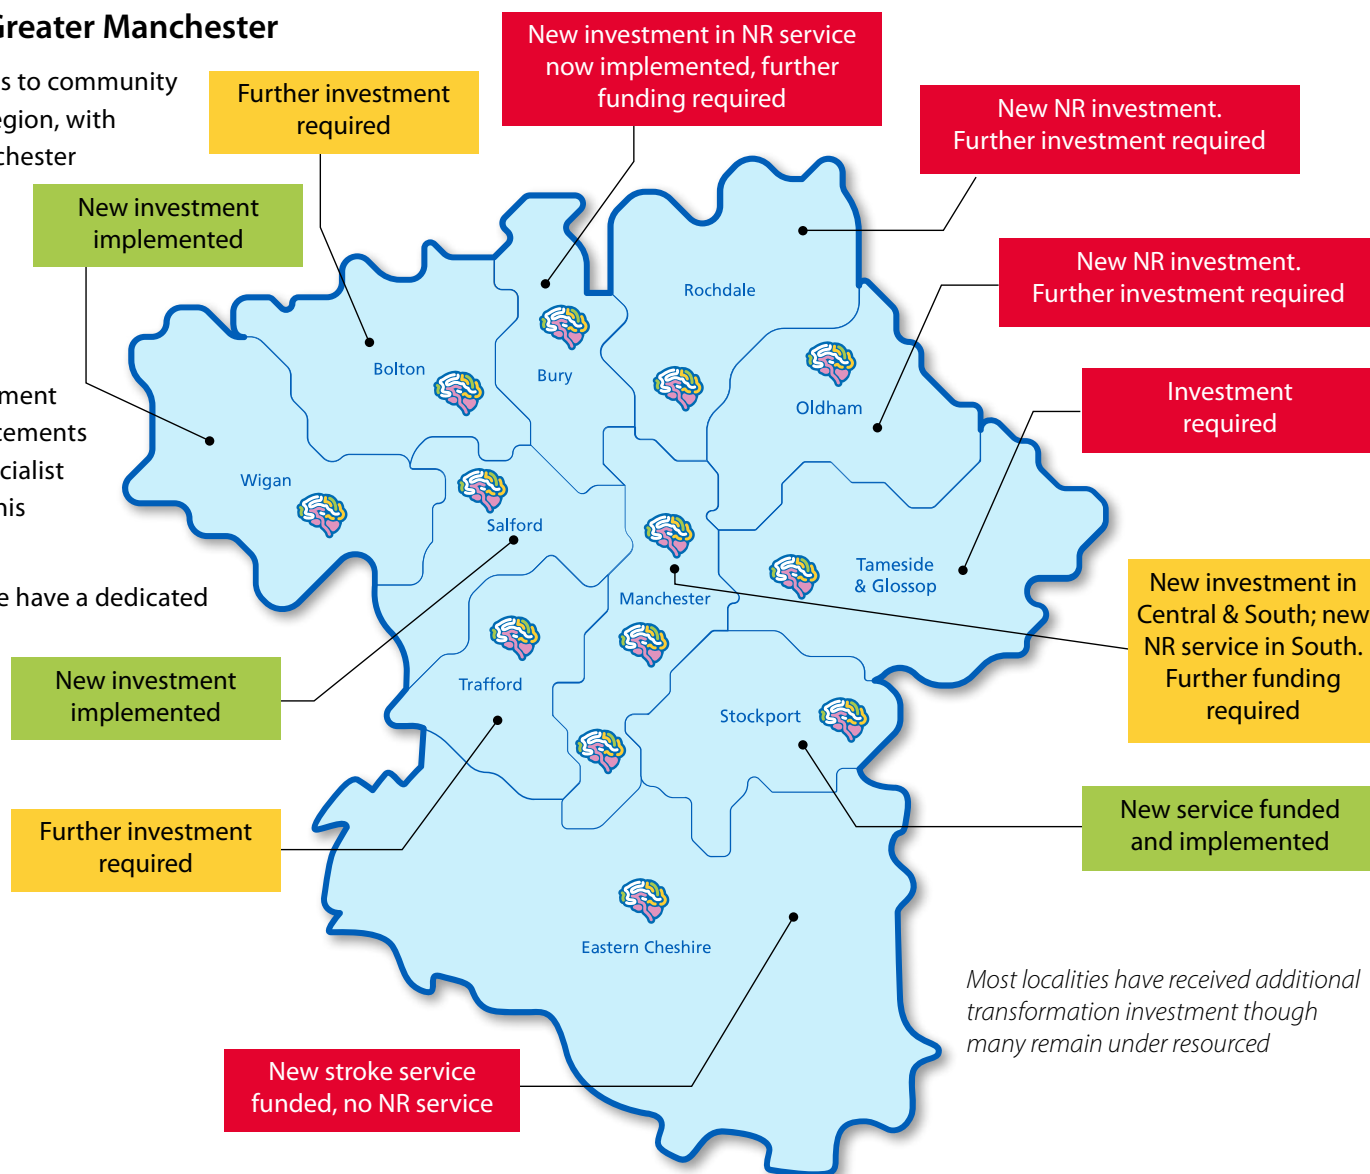 Greater Manchester
s to community
egion, with
chester
ment
tements
cialist
his
e have a dedicated
Further investment
required
New investment in NR service
now implemented, further
funding required
New NR investment.
Further investment required
New investment
implemented
New NR investment.
Further investment required
Investment
required
New investment in
Central & South; new
NR service in South.
Further funding
required
New investment
implemented
New service funded
and implemented
Further investment
required
New stroke service
funded, no NR service
Rochdale
Bolton
Bury
Oldham
Wigan
Salford
Tameside
& Glossop
Manchester
Trafford
Stockport
Eastern Cheshire
Most localities have received additional
transformation investment though
many remain under resourced